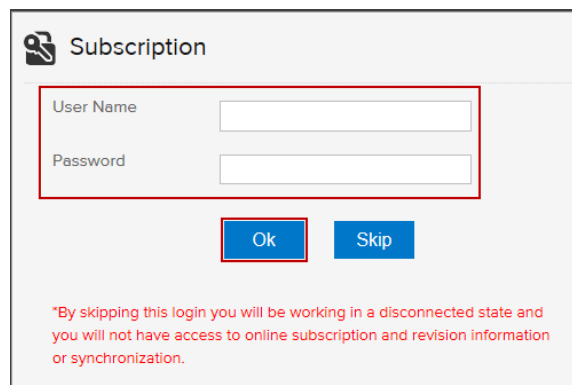 Subscription
User Name
Password
Ok
Skip
*By skipping this login you will be working in a disconnected state and
you will not have access to online subscription and revision information
or synchronization.